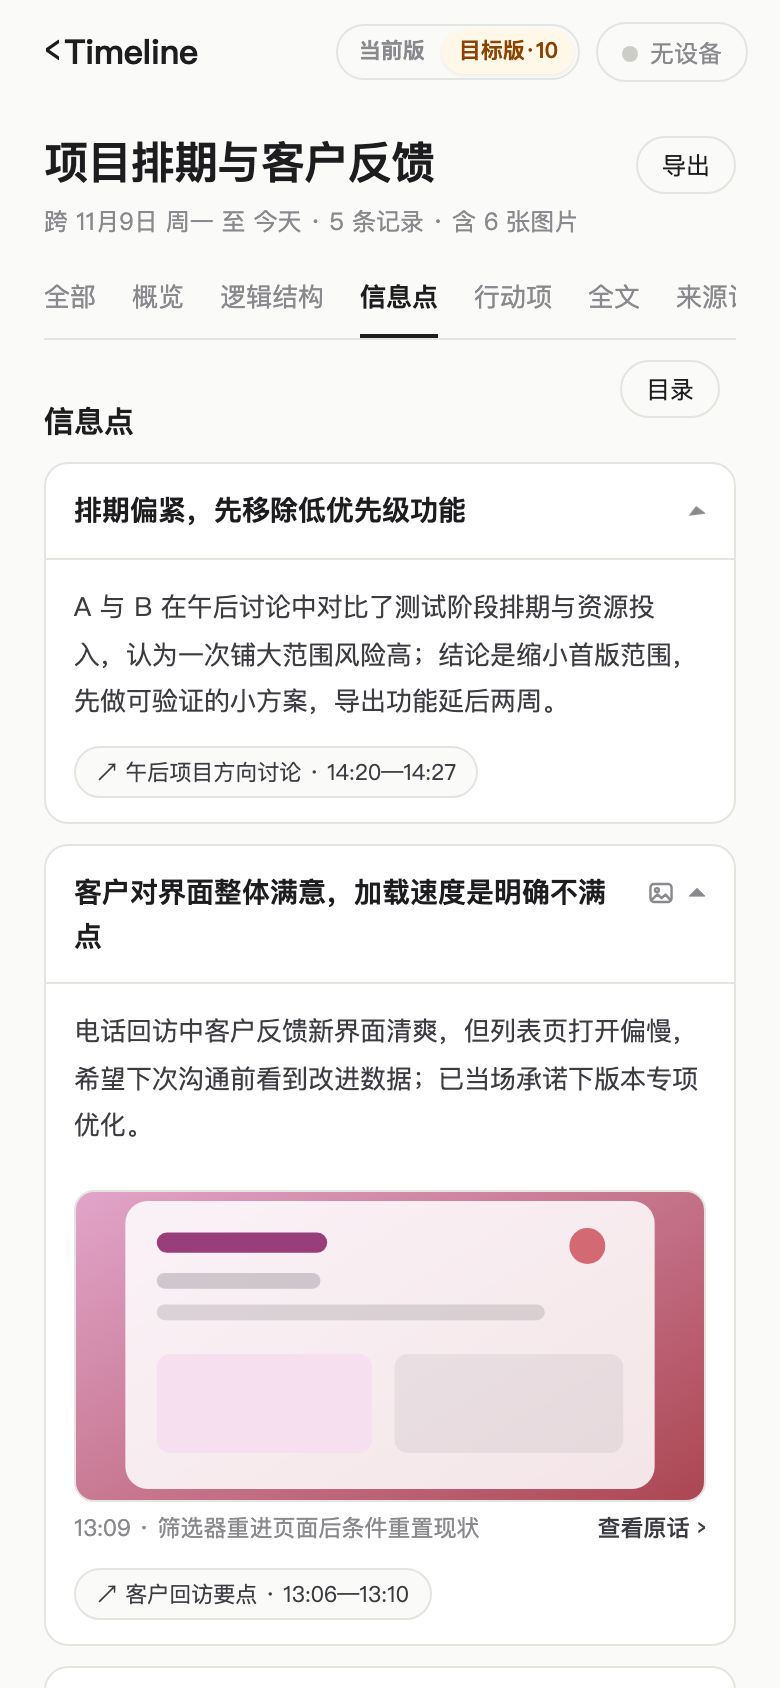 <Timeline
当前版 目标版·10 无设备
项目排期与客户反馈
导出
跨 11月9日 周一 至 今天 · 5 条记录 · 含 6 张图片
全部 概览 逻辑结构 信息点 行动项 全文 来源
目录
信息点
排期偏紧，先移除低优先级功能
A 与 B 在午后讨论中对比了测试阶段排期与资源投
入，认为一次铺大范围风险高；结论是缩小首版范围，
先做可验证的小方案，导出功能延后两周。
↗ 午后项目方向讨论 · 14:20—14:27
客户对界面整体满意，加载速度是明确不满
点
电话回访中客户反馈新界面清爽，但列表页打开偏慢，
希望下次沟通前看到改进数据；已当场承诺下版本专项
优化。
13:09 · 筛选器重进页面后条件重置现状
查看原话 ›
↗ 客户回访要点 · 13:06—13:10